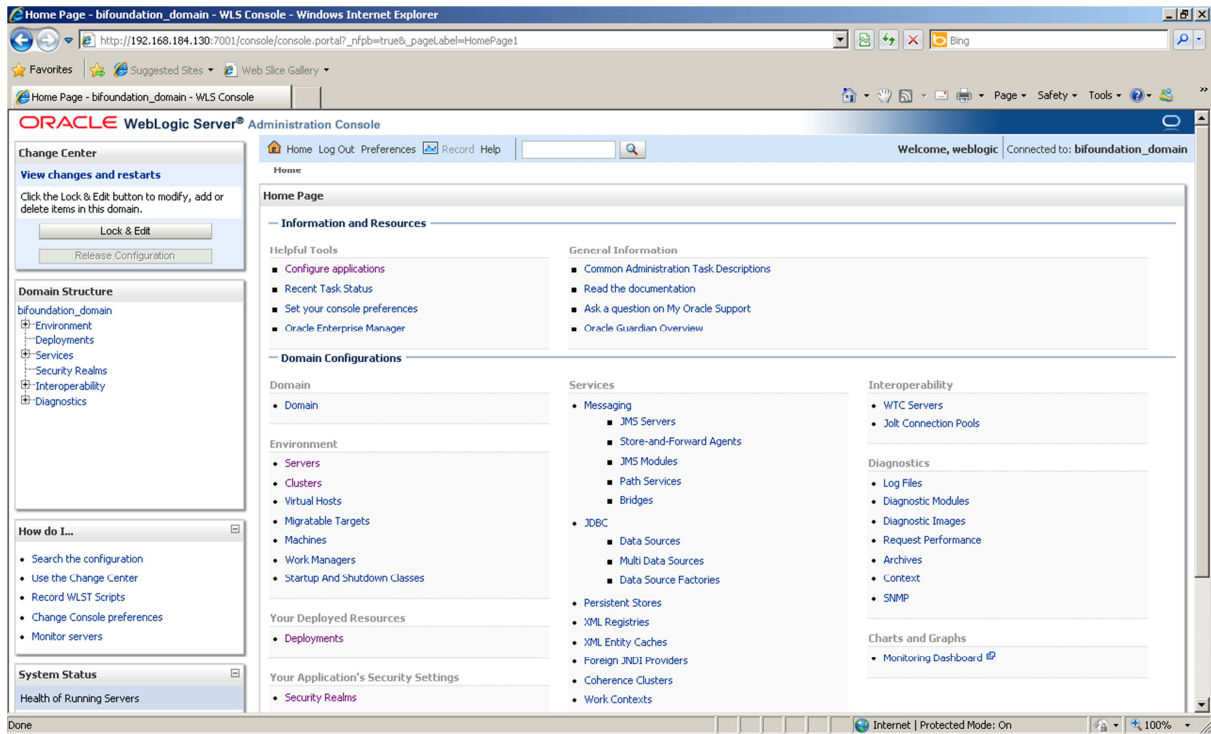 Home Page - bifoundation_domain - WLS Console - Windows Internet Explorer
http://192.168.184.130:7001/console/console.portal?_nfpb=true&_pageLabel=HomePage1
Bing
Favorites
Suggested Sites
Web Slice Gallery
Home Page - bifoundation_domain - WLS Console
Page
Safety
Tools
»
ORACLE WebLogic Server® Administration Console
Change Center
View changes and restarts
Click the Lock & Edit button to modify, add or
delete items in this domain.
Lock & Edit
Release Configuration
Domain Structure
bifoundation_domain
Environment
Deployments
Services
Security Realms
Interoperability
Diagnostics
How do I...
Search the configuration
Use the Change Center
Record WLST Scripts
Change Console preferences
Monitor servers
System Status
Health of Running Servers
Home Log Out Preferences Record Help
Welcome, weblogic Connected to: bifoundation_domain
Home
Home Page
Information and Resources
Helpful Tools
Configure applications
Recent Task Status
Set your console preferences
Oracle Enterprise Manager
General Information
Common Administration Task Descriptions
Read the documentation
Ask a question on My Oracle Support
Oracle Guardian Overview
Domain Configurations
Domain
Domain
Environment
Servers
Clusters
Virtual Hosts
Migratable Targets
Machines
Work Managers
Startup And Shutdown Classes
Your Deployed Resources
Deployments
Your Application's Security Settings
Security Realms
Services
Messaging
JMS Servers
Store-and-Forward Agents
JMS Modules
Path Services
Bridges
JDBC
Data Sources
Multi Data Sources
Data Source Factories
Persistent Stores
XML Registries
XML Entity Caches
Foreign JNDI Providers
Coherence Clusters
Work Contexts
Interoperability
WTC Servers
Jolt Connection Pools
Diagnostics
Log Files
Diagnostic Modules
Diagnostic Images
Request Performance
Archives
Context
SNMP
Charts and Graphs
Monitoring Dashboard
Done
Internet | Protected Mode: On
100%